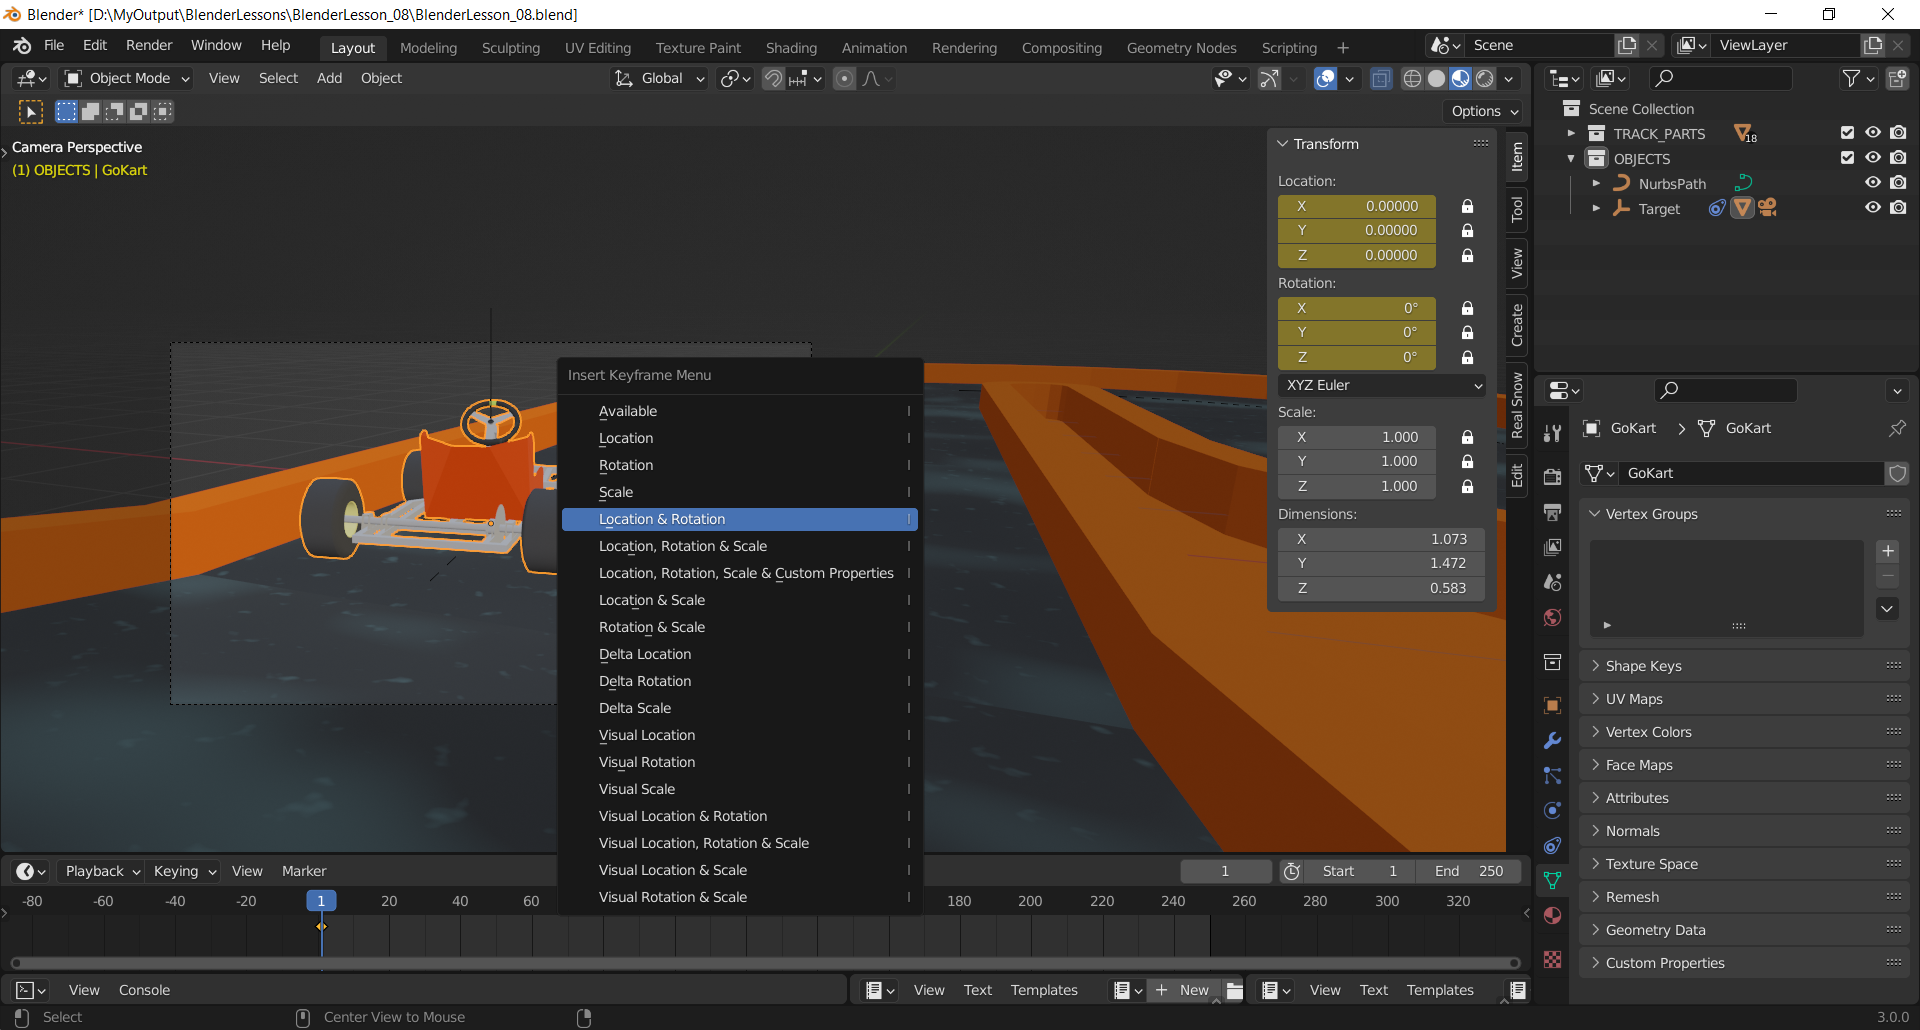 Blender* [D:\MyOutput\BlenderLessons\BlenderLesson_08\BlenderLesson_08.blend]
File Edit Render Window Help Layout Modeling Sculpting UV Editing Texture Paint Shading Animation Rendering Compositing Geometry Nodes Scripting + Scene ViewLayer
Object Mode View Select Add Object Global
Options
Camera Perspective
(1) OBJECTS | GoKart
Transform
Location:
X 0.00000
Y 0.00000
Z 0.00000
Rotation:
X 0°
Y 0°
Z 0°
XYZ Euler
Scale:
X 1.000
Y 1.000
Z 1.000
Dimensions:
X 1.073
Y 1.472
Z 0.583
Item
Tool
View
Create
Real Snow
Edit
Scene Collection
TRACK_PARTS 18
OBJECTS
NurbsPath
Target
GoKart > GoKart
GoKart
Vertex Groups
Shape Keys
UV Maps
Vertex Colors
Face Maps
Attributes
Normals
Texture Space
Remesh
Geometry Data
Custom Properties
Insert Keyframe Menu
Available I
Location I
Rotation I
Scale I
Location & Rotation I
Location, Rotation & Scale I
Location, Rotation, Scale & Custom Properties I
Location & Scale I
Rotation & Scale I
Delta Location I
Delta Rotation I
Delta Scale I
Visual Location I
Visual Rotation I
Visual Scale I
Visual Location & Rotation I
Visual Location, Rotation & Scale I
Visual Location & Scale I
Visual Rotation & Scale I
Playback Keying View Marker 1 Start 1 End 250
-80 -60 -40 -20 1 20 40 60 180 200 220 240 260 280 300 320
View Console View Text Templates + New View Text Templates
Select Center View to Mouse 3.0.0